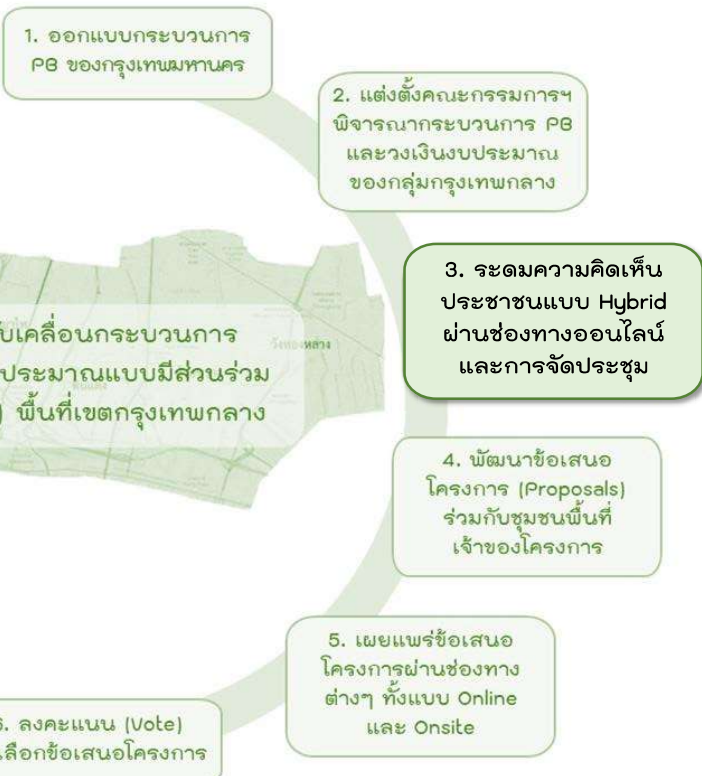 1. ออกแบบกระบวนการ
PB ของกรุงเทพมหานคร
2. แต่งตั้งคณะกรรมการฯ
พิจารณากระบวนการ PB
และวงเงินงบประมาณ
ของกลุ่มกรุงเทพกลาง
3. ระดมความคิดเห็น
ประชาชนแบบ Hybrid
ผ่านช่องทางออนไลน์
และการจัดประชุม
บเคลื่อนกระบวนการ
ประมาณแบบมีส่วนร่วม
) พื้นที่เขตกรุงเทพกลาง
วังทองหลาง
4. พัฒนาข้อเสนอ
โครงการ (Proposals)
ร่วมกับชุมชนพื้นที่
เจ้าของโครงการ
5. เผยแพร่ข้อเสนอ
โครงการผ่านช่องทาง
ต่างๆ ทั้งแบบ Online
และ Onsite
6. ลงคะแนน (Vote)
เลือกข้อเสนอโครงการ